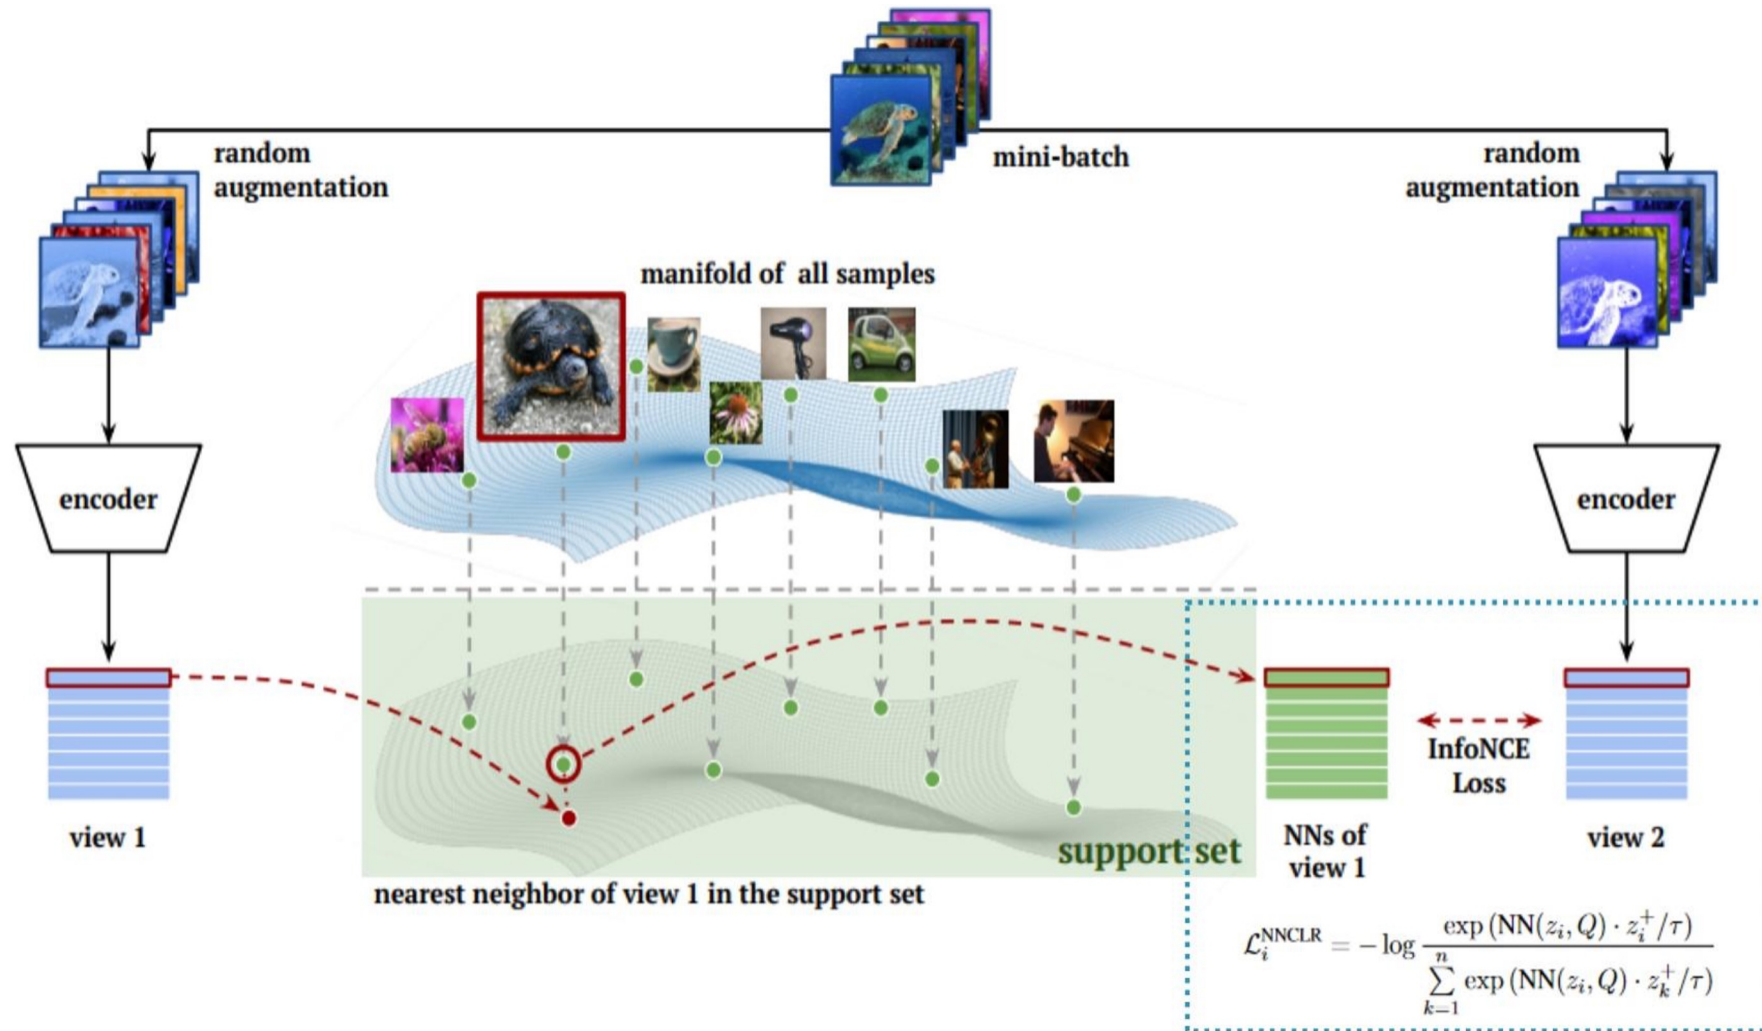 mini-batch
random
augmentation
random
augmentation
manifold of all samples
encoder
encoder
view 1
support set
nearest neighbor of view 1 in the support set
NNs of
view 1
InfoNCE
Loss
view 2
$\mathcal{L}_i^{\text{NNCLR}} = -\log \frac{\exp(\text{NN}(z_i, Q) \cdot z_i^+ / \tau)}{\sum_{k=1}^{n} \exp(\text{NN}(z_i, Q) \cdot z_k^+ / \tau)}$